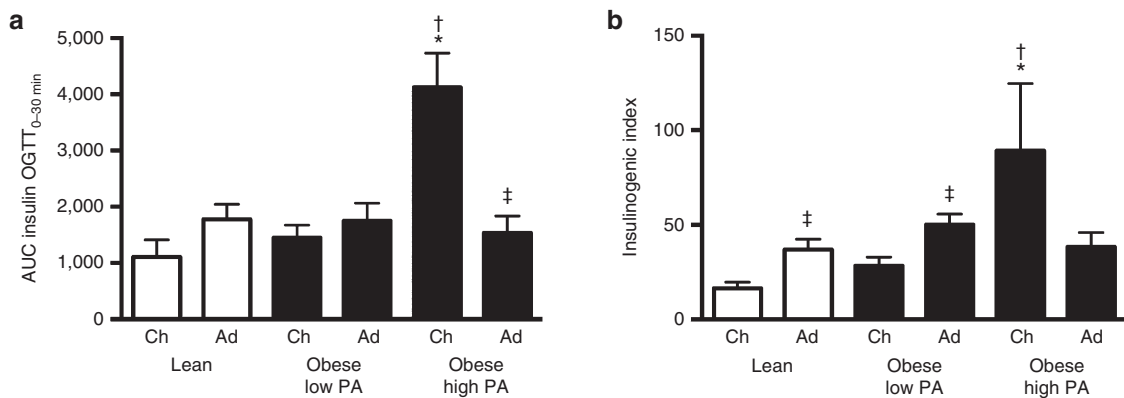 a
AUC insulin OGTT0–30 min
5,000
4,000
3,000
2,000
1,000
0
†
*
‡
Ch Ad Ch Ad Ch Ad
Lean Obese Obese
low PA high PA
b
Insulinogenic index
150
100
50
0
‡
‡
†
*
Ch Ad Ch Ad Ch Ad
Lean Obese Obese
low PA high PA